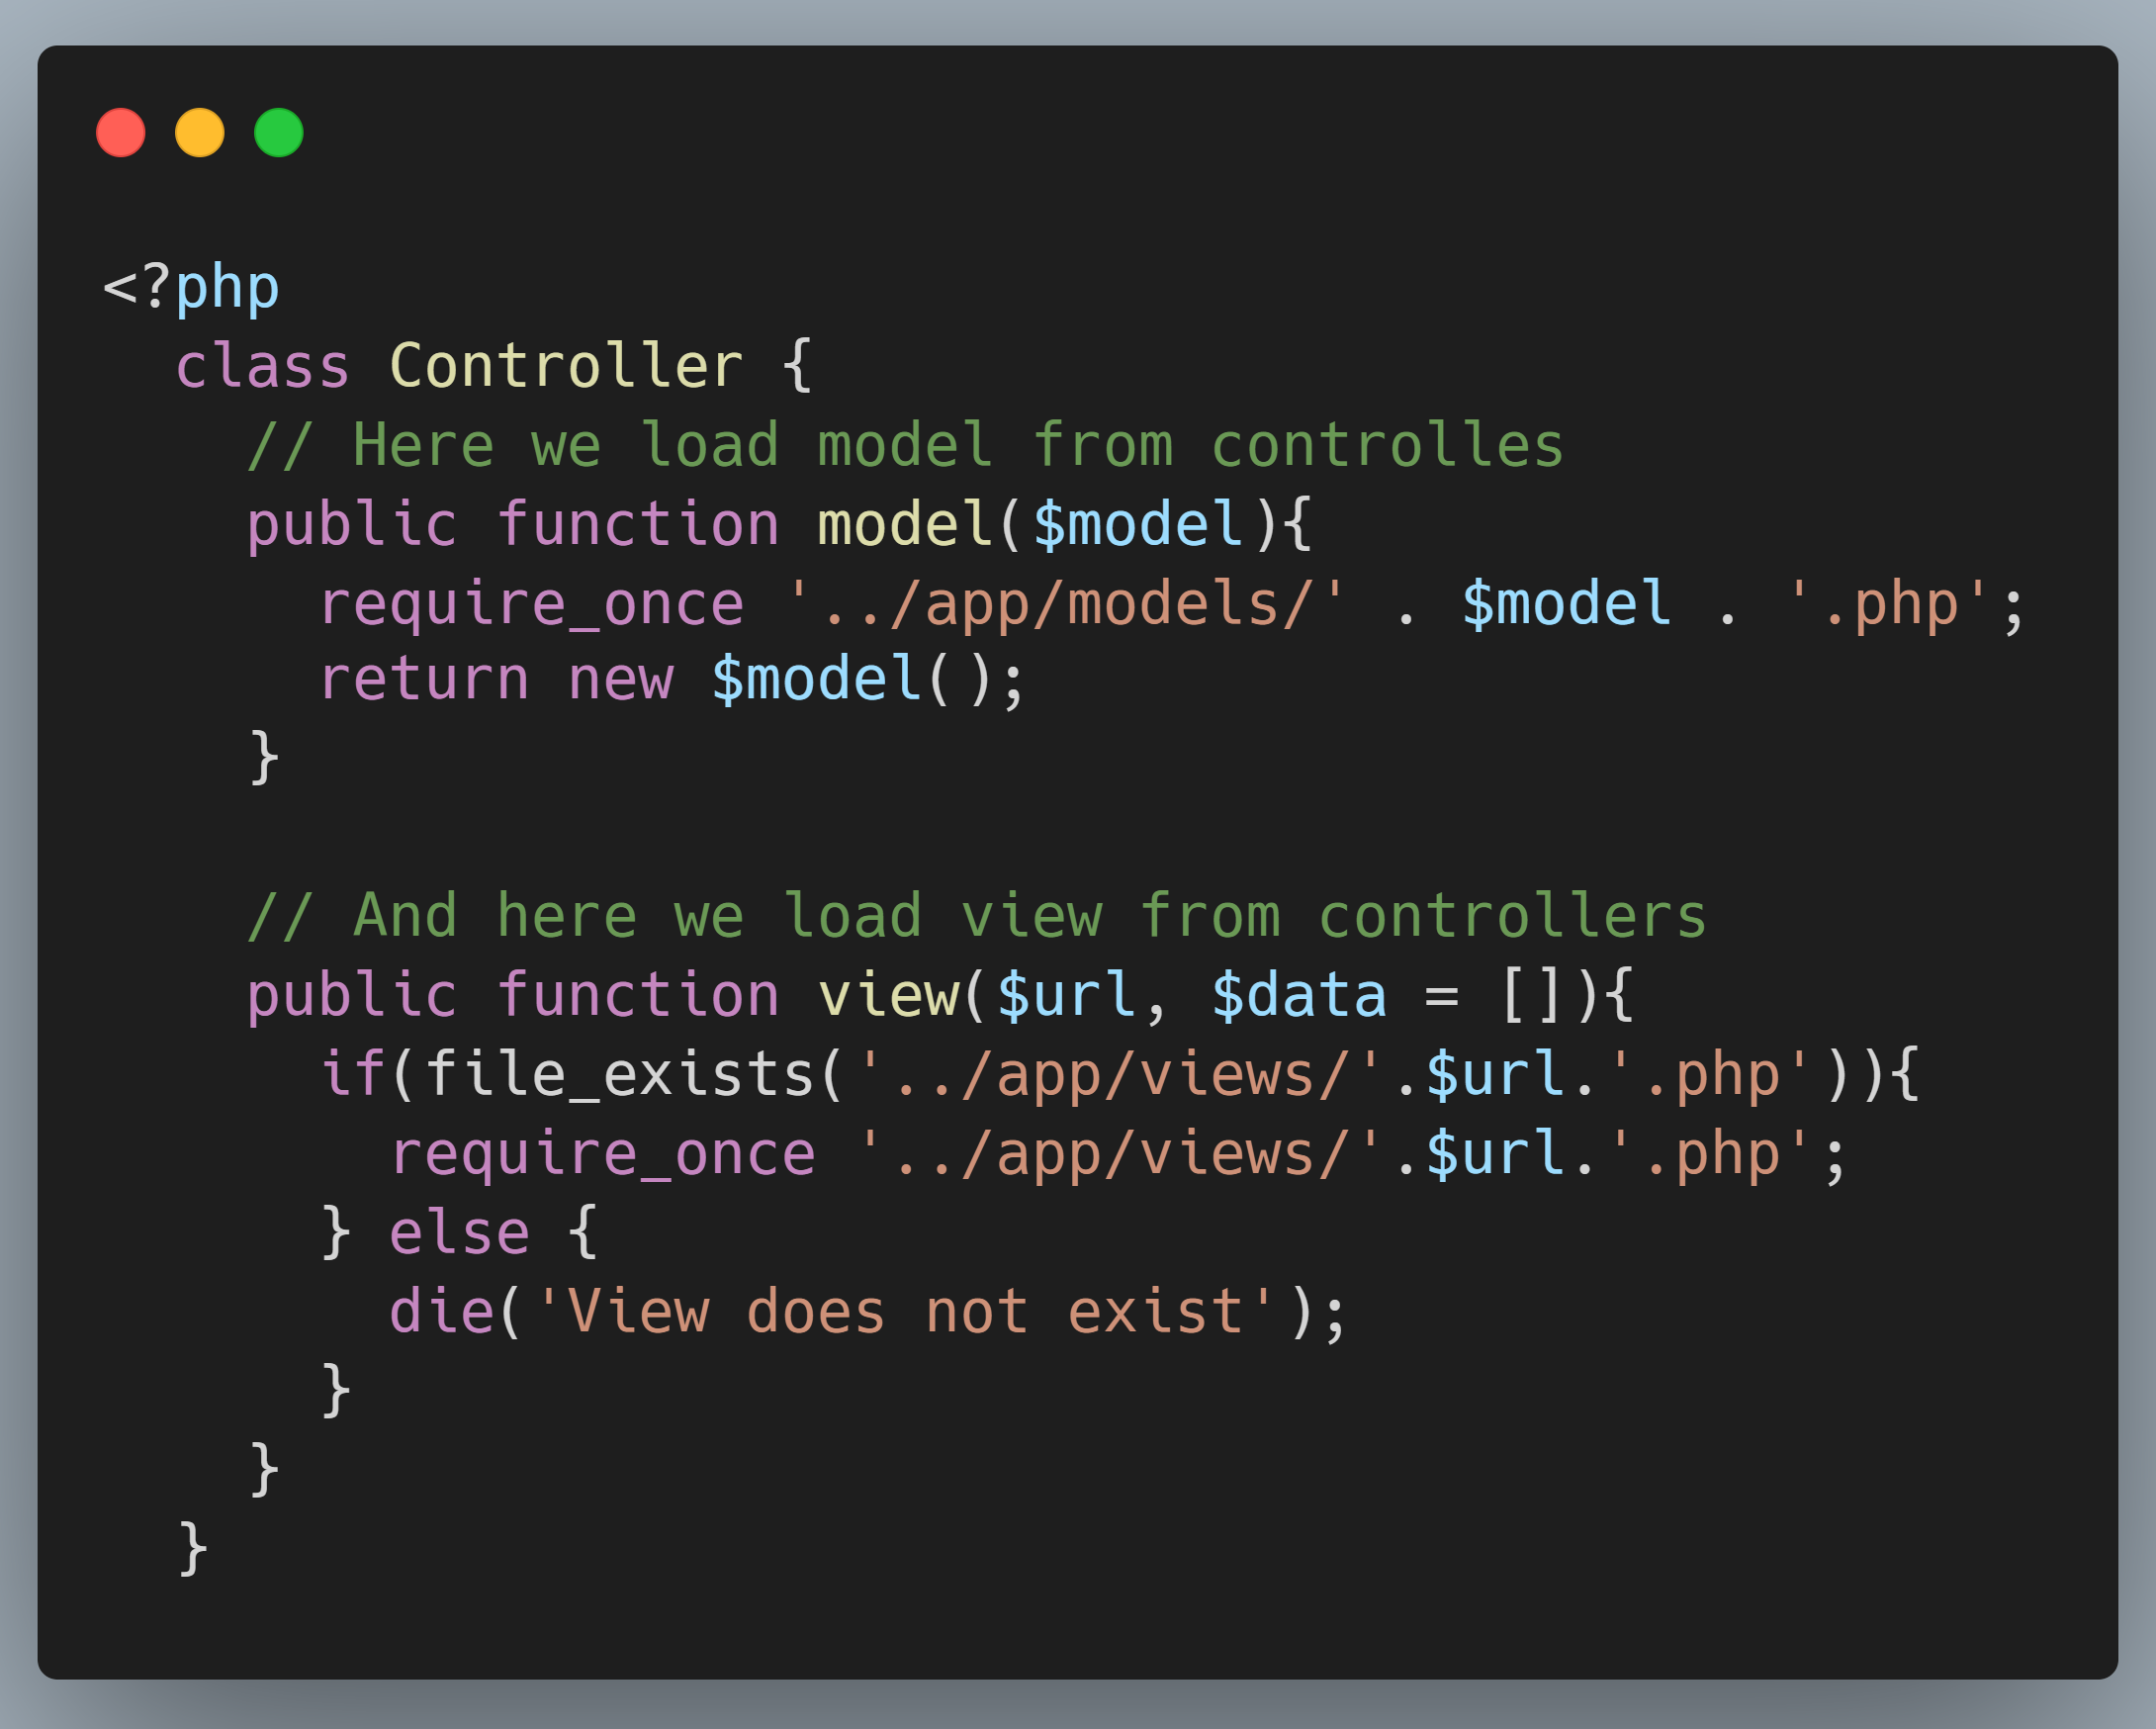 <?php
  class Controller {
    // Here we load model from controlles
    public function model($model){
      require_once '../app/models/' . $model . '.php';
      return new $model();
    }

    // And here we load view from controllers
    public function view($url, $data = []){
      if(file_exists('../app/views/'.$url.'.php')){
        require_once '../app/views/'.$url.'.php';
      } else {
        die('View does not exist');
      }
    }
  }